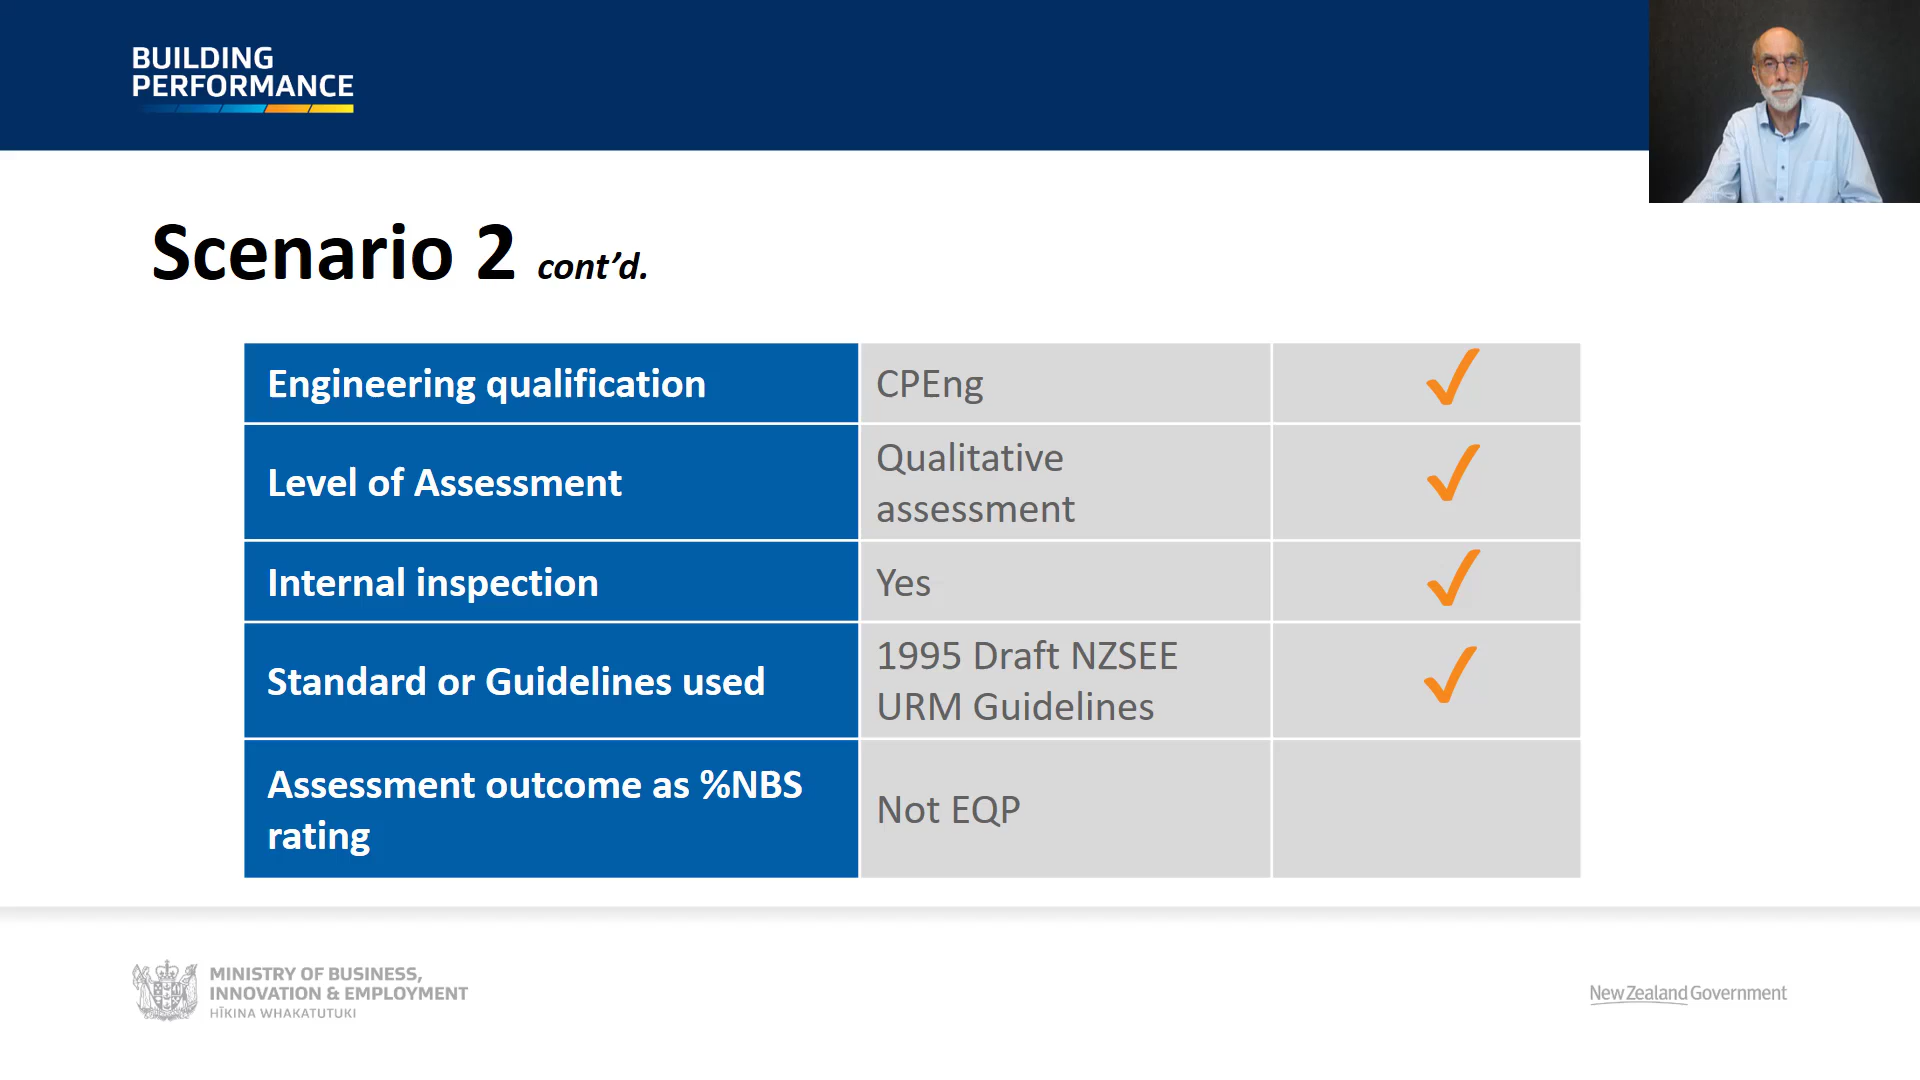 BUILDING
PERFORMANCE
Scenario 2 cont’d.
Engineering qualification
CPEng
Level of Assessment
Qualitative
assessment
Internal inspection
Yes
Standard or Guidelines used
1995 Draft NZSEE
URM Guidelines
Assessment outcome as %NBS
rating
Not EQP
MINISTRY OF BUSINESS,
INNOVATION & EMPLOYMENT
HĪKINA WHAKATUTUKI
New Zealand Government